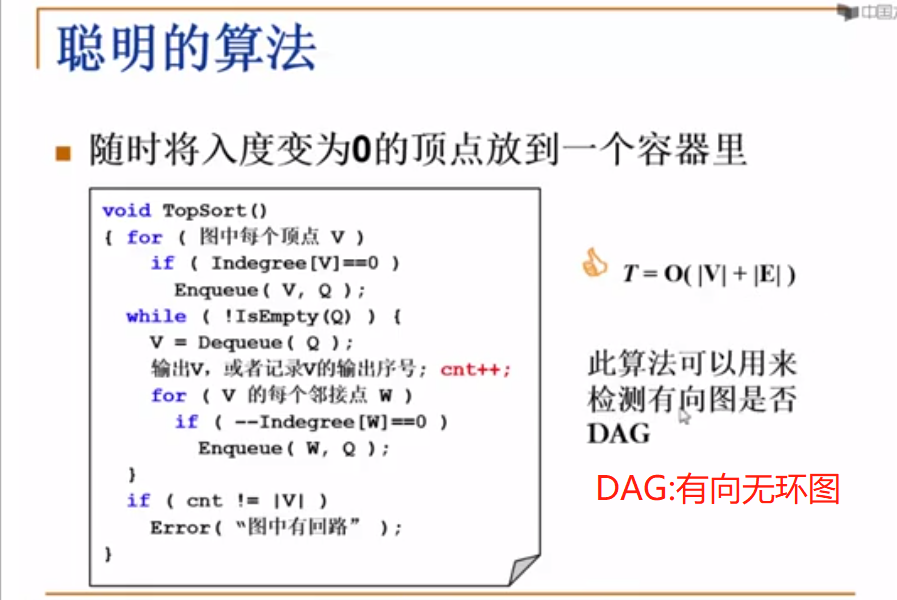 中国
聪明的算法
随时将入度变为0的顶点放到一个容器里
void TopSort()
{ for ( 图中每个顶点 V )
if ( Indegree[V]==0 )
Enqueue( V, Q );
while ( !IsEmpty(Q) ) {
V = Dequeue( Q );
输出V，或者记录V的输出序号; cnt++;
for ( V 的每个邻接点 W )
if ( --Indegree[W]==0 )
Enqueue( W, Q );
}
if ( cnt != |V| )
Error( “图中有回路” );
}
T = O( |V| + |E| )
此算法可以用来
检测有向图是否
DAG
DAG:有向无环图